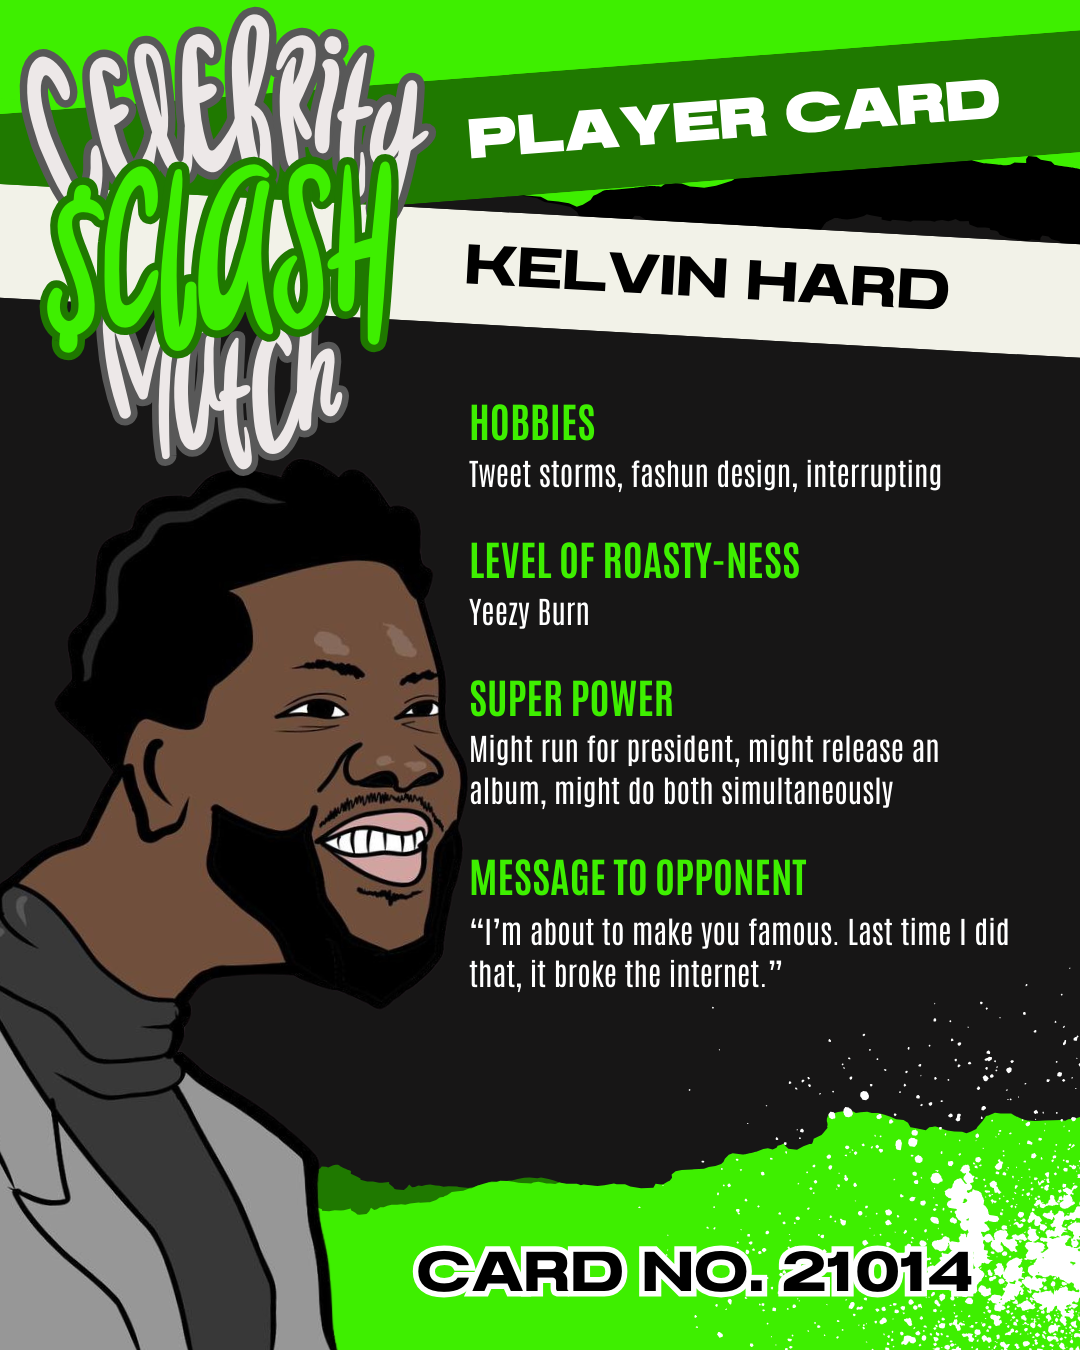 Celebrity
$CLASH
Match
PLAYER CARD
KELVIN HARD
HOBBIES
Tweet storms, fashun design, interrupting
LEVEL OF ROASTY-NESS
Yeezy Burn
SUPER POWER
Might run for president, might release an
album, might do both simultaneously
MESSAGE TO OPPONENT
“I’m about to make you famous. Last time I did
that, it broke the internet.”
CARD NO. 21014